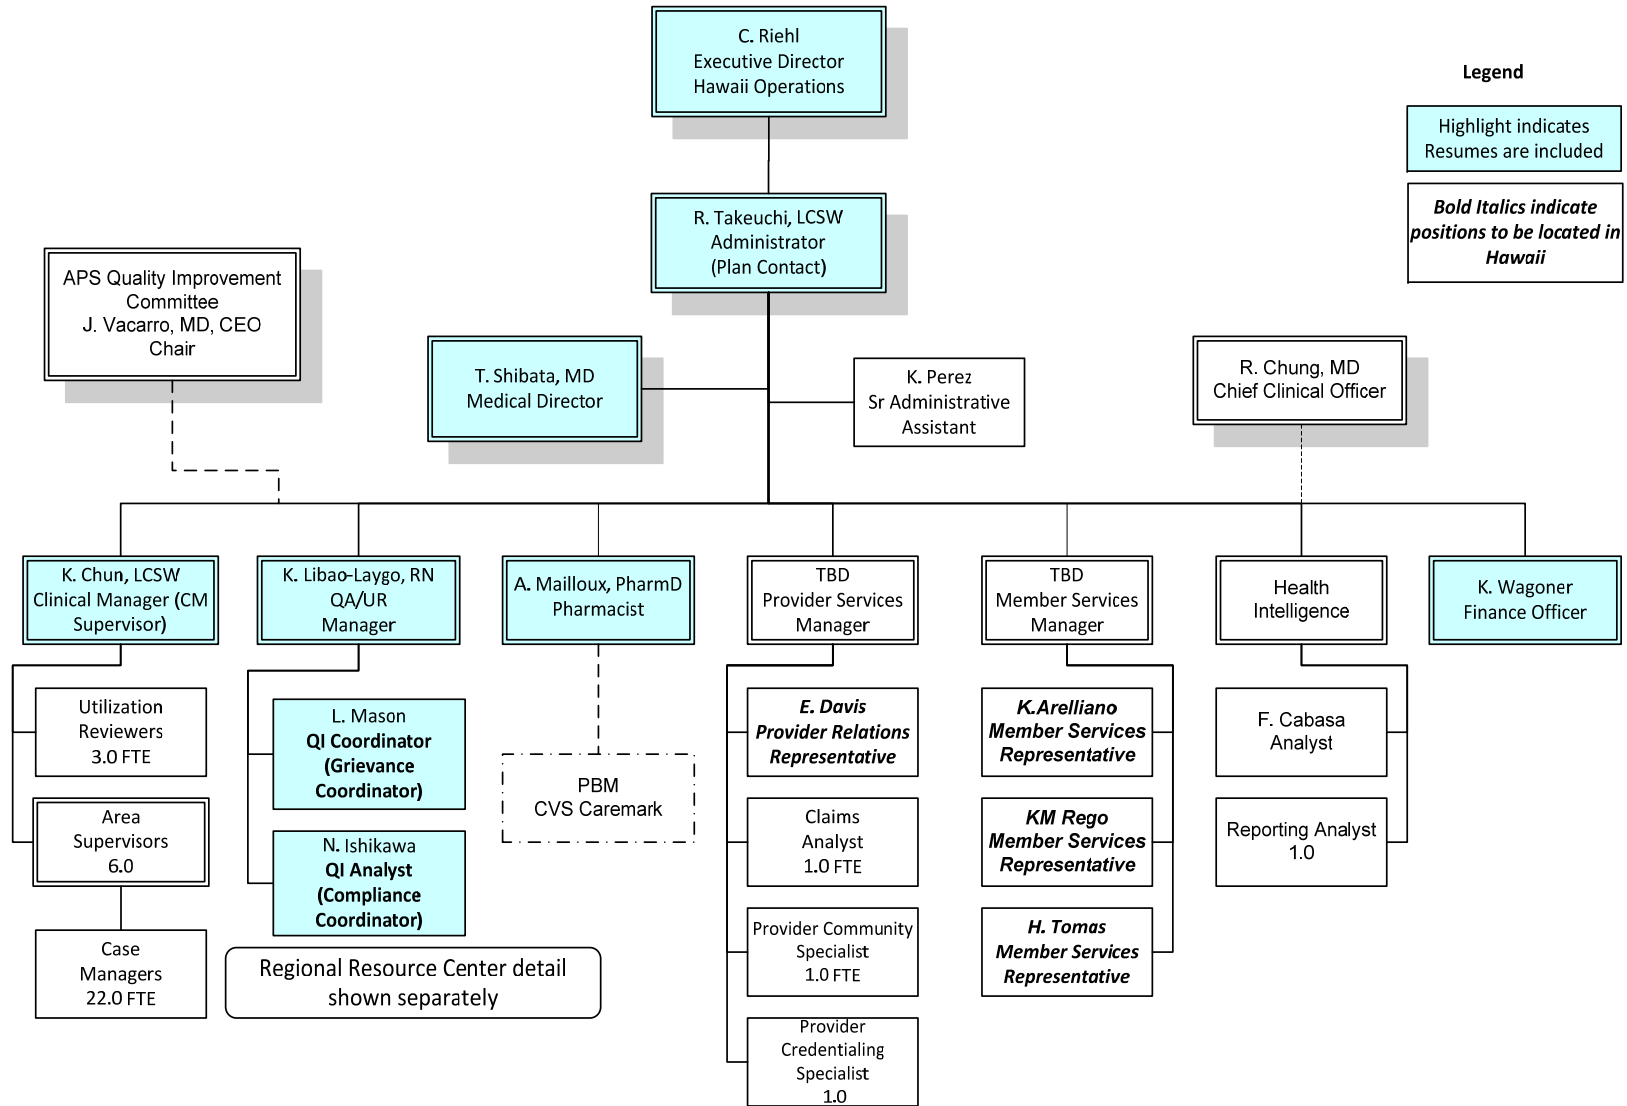 C. Riehl
Executive Director
Hawaii Operations
Legend
Highlight indicates
Resumes are included
Bold Italics indicate
positions to be located in
Hawaii
R. Takeuchi, LCSW
Administrator
(Plan Contact)
APS Quality Improvement
Committee
J. Vacarro, MD, CEO
Chair
T. Shibata, MD
Medical Director
K. Perez
Sr Administrative
Assistant
R. Chung, MD
Chief Clinical Officer
K. Chun, LCSW
Clinical Manager (CM
Supervisor)
K. Libao-Laygo, RN
QA/UR
Manager
A. Mailloux, PharmD
Pharmacist
TBD
Provider Services
Manager
TBD
Member Services
Manager
Health
Intelligence
K. Wagoner
Finance Officer
Utilization
Reviewers
3.0 FTE
Area
Supervisors
6.0
Case
Managers
22.0 FTE
L. Mason
QI Coordinator
(Grievance
Coordinator)
N. Ishikawa
QI Analyst
(Compliance
Coordinator)
Regional Resource Center detail
shown separately
PBM
CVS Caremark
E. Davis
Provider Relations
Representative
Claims
Analyst
1.0 FTE
Provider Community
Specialist
1.0 FTE
Provider
Credentialing
Specialist
1.0
K.Arelliano
Member Services
Representative
KM Rego
Member Services
Representative
H. Tomas
Member Services
Representative
F. Cabasa
Analyst
Reporting Analyst
1.0